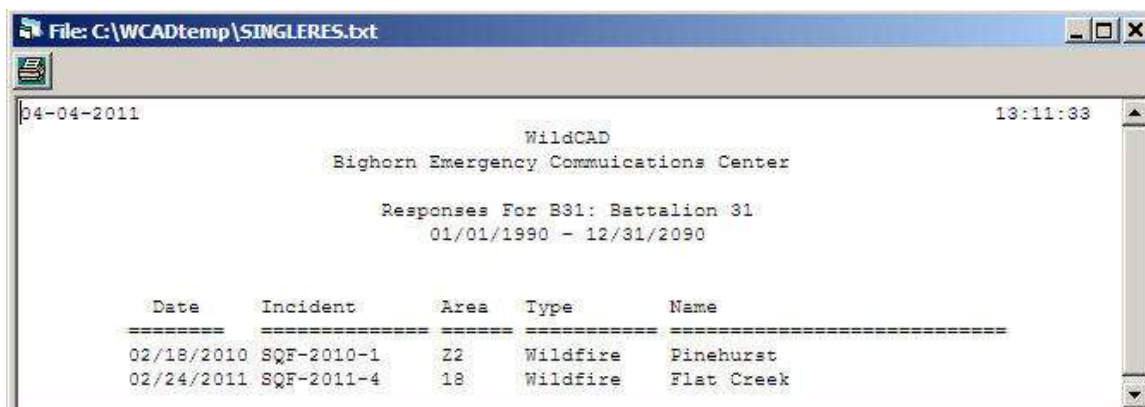 File: C:\WCADtemp\SINGLERES.txt
04-04-2011 13:11:33
WildCAD
Bighorn Emergency Commuications Center
Responses For B31: Battalion 31
01/01/1990 - 12/31/2090
Date Incident Area Type Name
======== ============== ====== =========== ============================
02/18/2010 SQF-2010-1 Z2 Wildfire Pinehurst
02/24/2011 SQF-2011-4 18 Wildfire Flat Creek